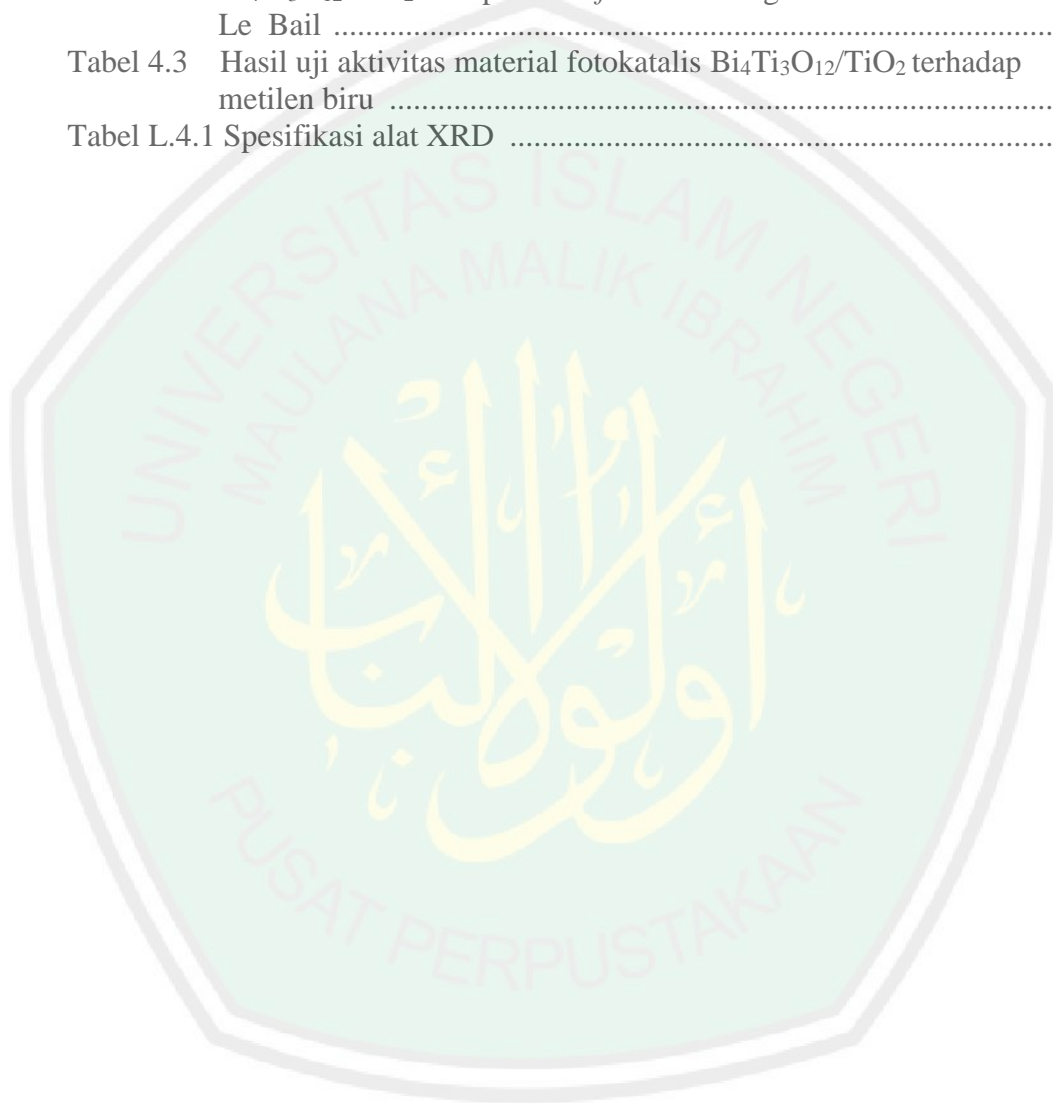 Le Bail ............................................................................
Tabel 4.3 Hasil uji aktivitas material fotokatalis Bi₄Ti₃O₁₂/TiO₂ terhadap
metilen biru ......................................................................
Tabel L.4.1 Spesifikasi alat XRD .........................................................
UNIVERSITAS ISLAM NEGERI
MAULANA MALIK IBRAHIM
أولوا الألباب
PUSAT PERPUSTAKAAN